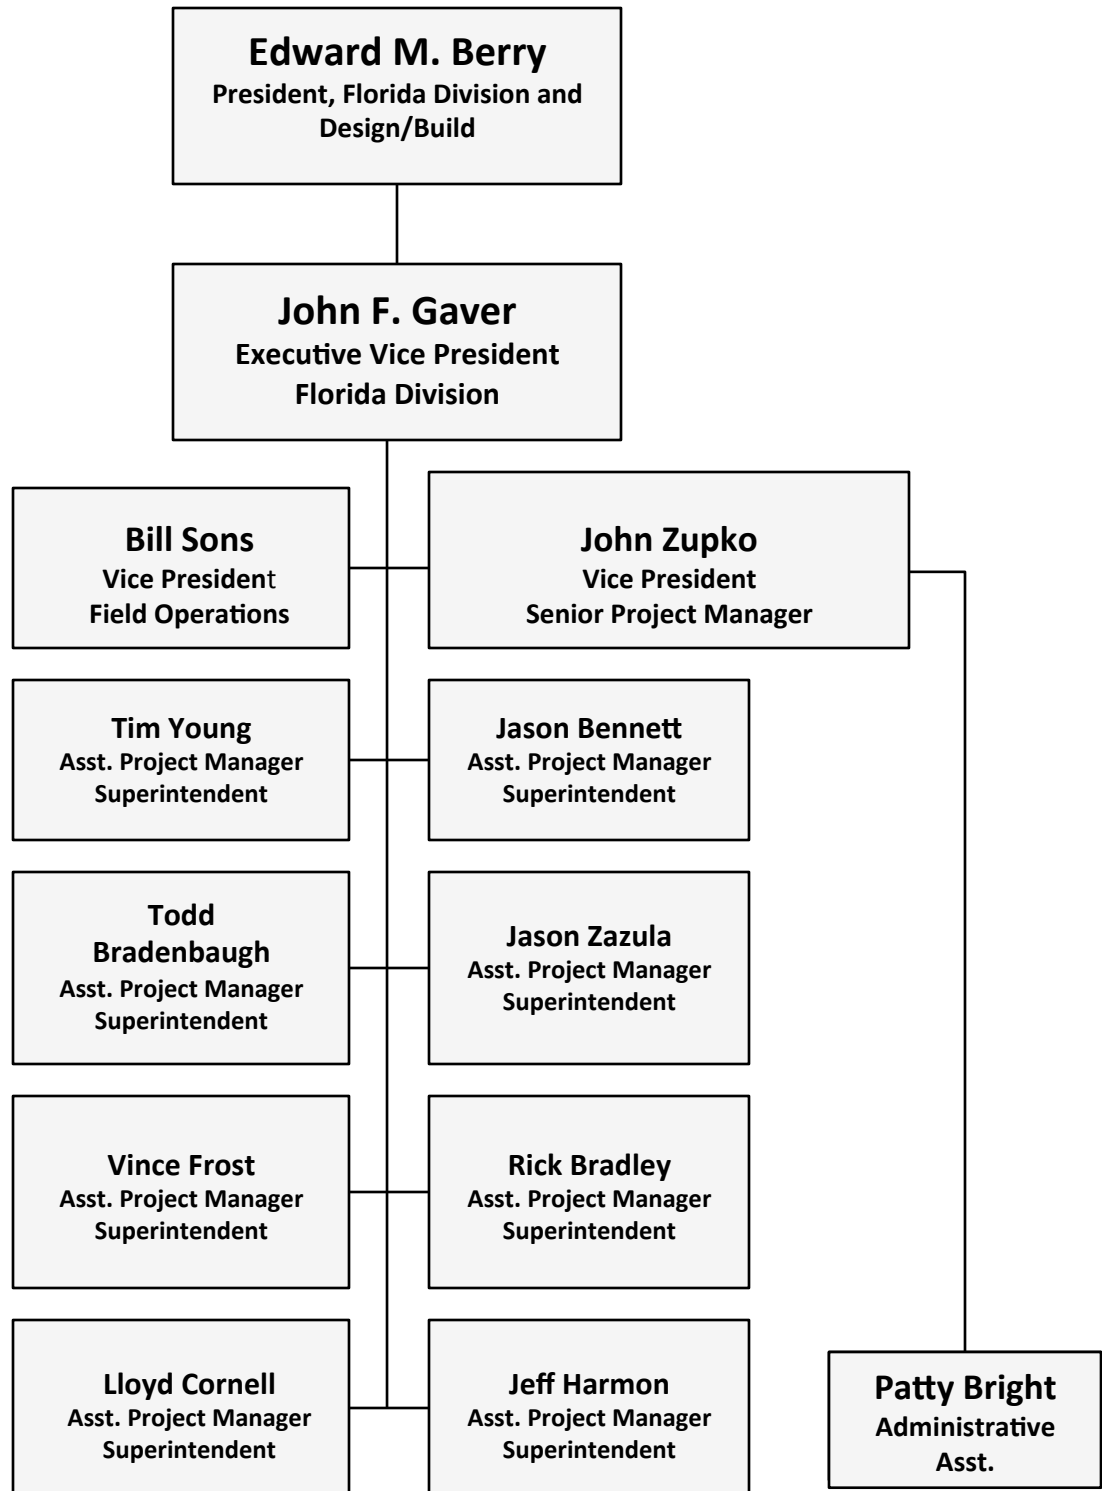 Edward M. Berry
President, Florida Division and
Design/Build
John F. Gaver
Executive Vice President
Florida Division
Bill Sons
Vice President
Field Operations
John Zupko
Vice President
Senior Project Manager
Tim Young
Asst. Project Manager
Superintendent
Jason Bennett
Asst. Project Manager
Superintendent
Todd
Bradenbaugh
Asst. Project Manager
Superintendent
Jason Zazula
Asst. Project Manager
Superintendent
Vince Frost
Asst. Project Manager
Superintendent
Rick Bradley
Asst. Project Manager
Superintendent
Lloyd Cornell
Asst. Project Manager
Superintendent
Jeff Harmon
Asst. Project Manager
Superintendent
Patty Bright
Administrative
Asst.